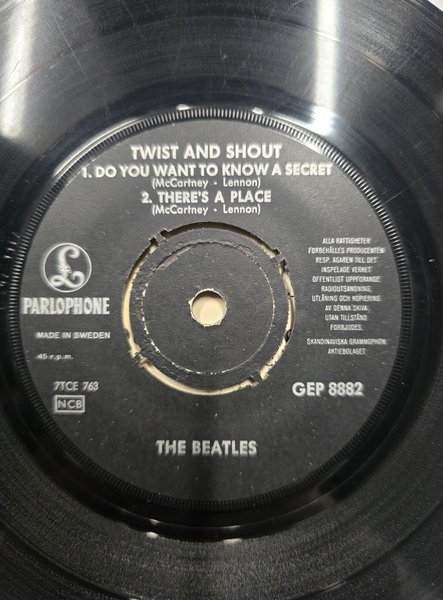 TWIST AND SHOUT
1. DO YOU WANT TO KNOW A SECRET
(McCartney - Lennon)
2. THERE'S A PLACE
(McCartney - Lennon)
£
PARLOPHONE
MADE IN SWEDEN
45 r.p.m.
7TCE 763
NCB
ALLA RÄTTIGHETER
FÖRBEHÅLLES PRODUCENTEN
RESP. ÄGAREN TILL DET
INSPELADE VERKET
OFFENTLIGT UPPFÖRANDE
RADIOUTSÄNDNING,
UTLÅNING OCH KOPIERING
AV DENNA SKIVA
UTAN TILLSTÅND
FÖRBJUDES.
SKANDINAVISKA GRAMMOPHON
AKTIEBOLAGET
GEP 8882
THE BEATLES